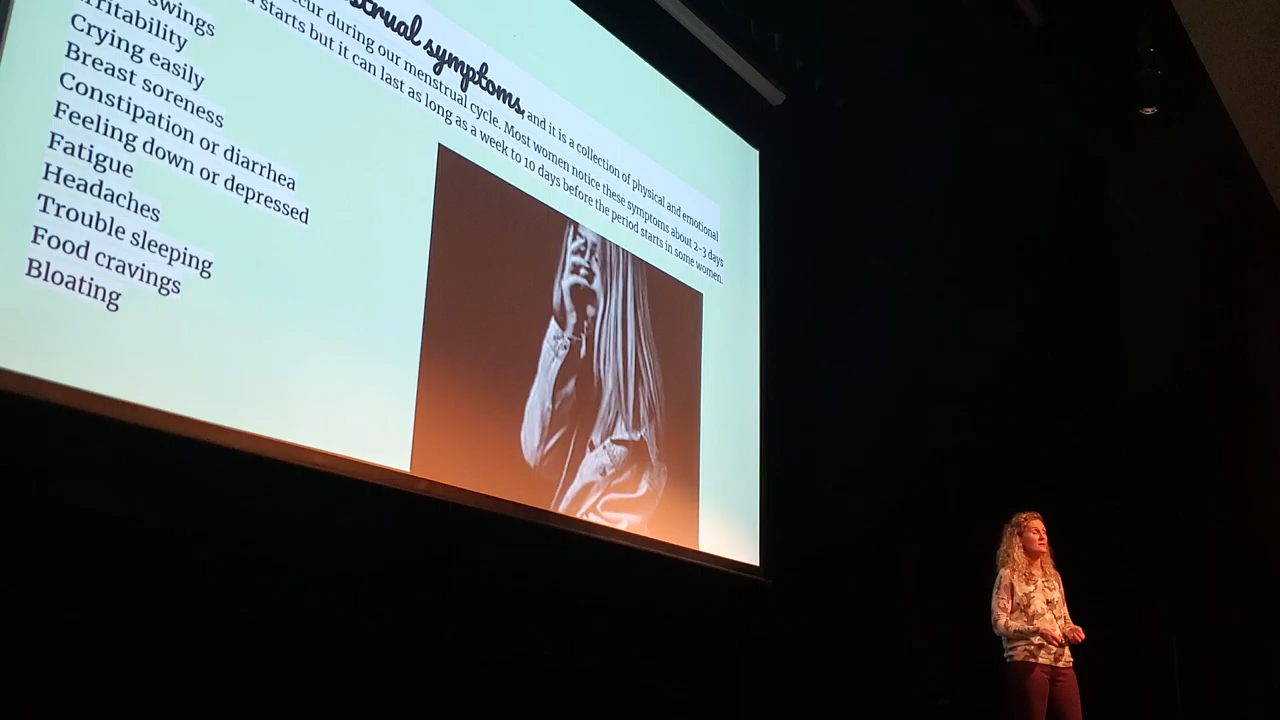 swings
Irritability
Crying easily
Breast soreness
Constipation or diarrhea
Feeling down or depressed
Fatigue
Headaches
Trouble sleeping
Food cravings
Bloating
strual symptoms, and it is a collection of physical and emotional
cur during our menstrual cycle. Most women notice these symptoms about 2-3 days
starts but it can last as long as a week to 10 days before the period starts in some women.